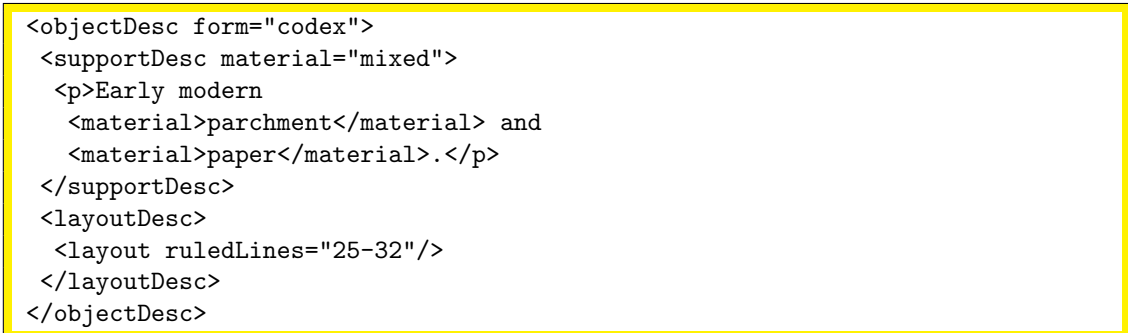 <objectDesc form="codex">
<supportDesc material="mixed">
<p>Early modern
<material>parchment</material> and
<material>paper</material>.</p>
</supportDesc>
<layoutDesc>
<layout ruledLines="25-32"/>
</layoutDesc>
</objectDesc>